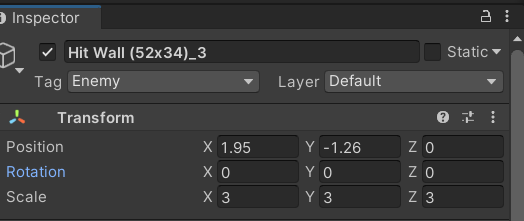 Inspector
Hit Wall (52x34)_3 Static
Tag Enemy Layer Default
Transform
Position X 1.95 Y -1.26 Z 0
Rotation X 0 Y 0 Z 0
Scale X 3 Y 3 Z 3